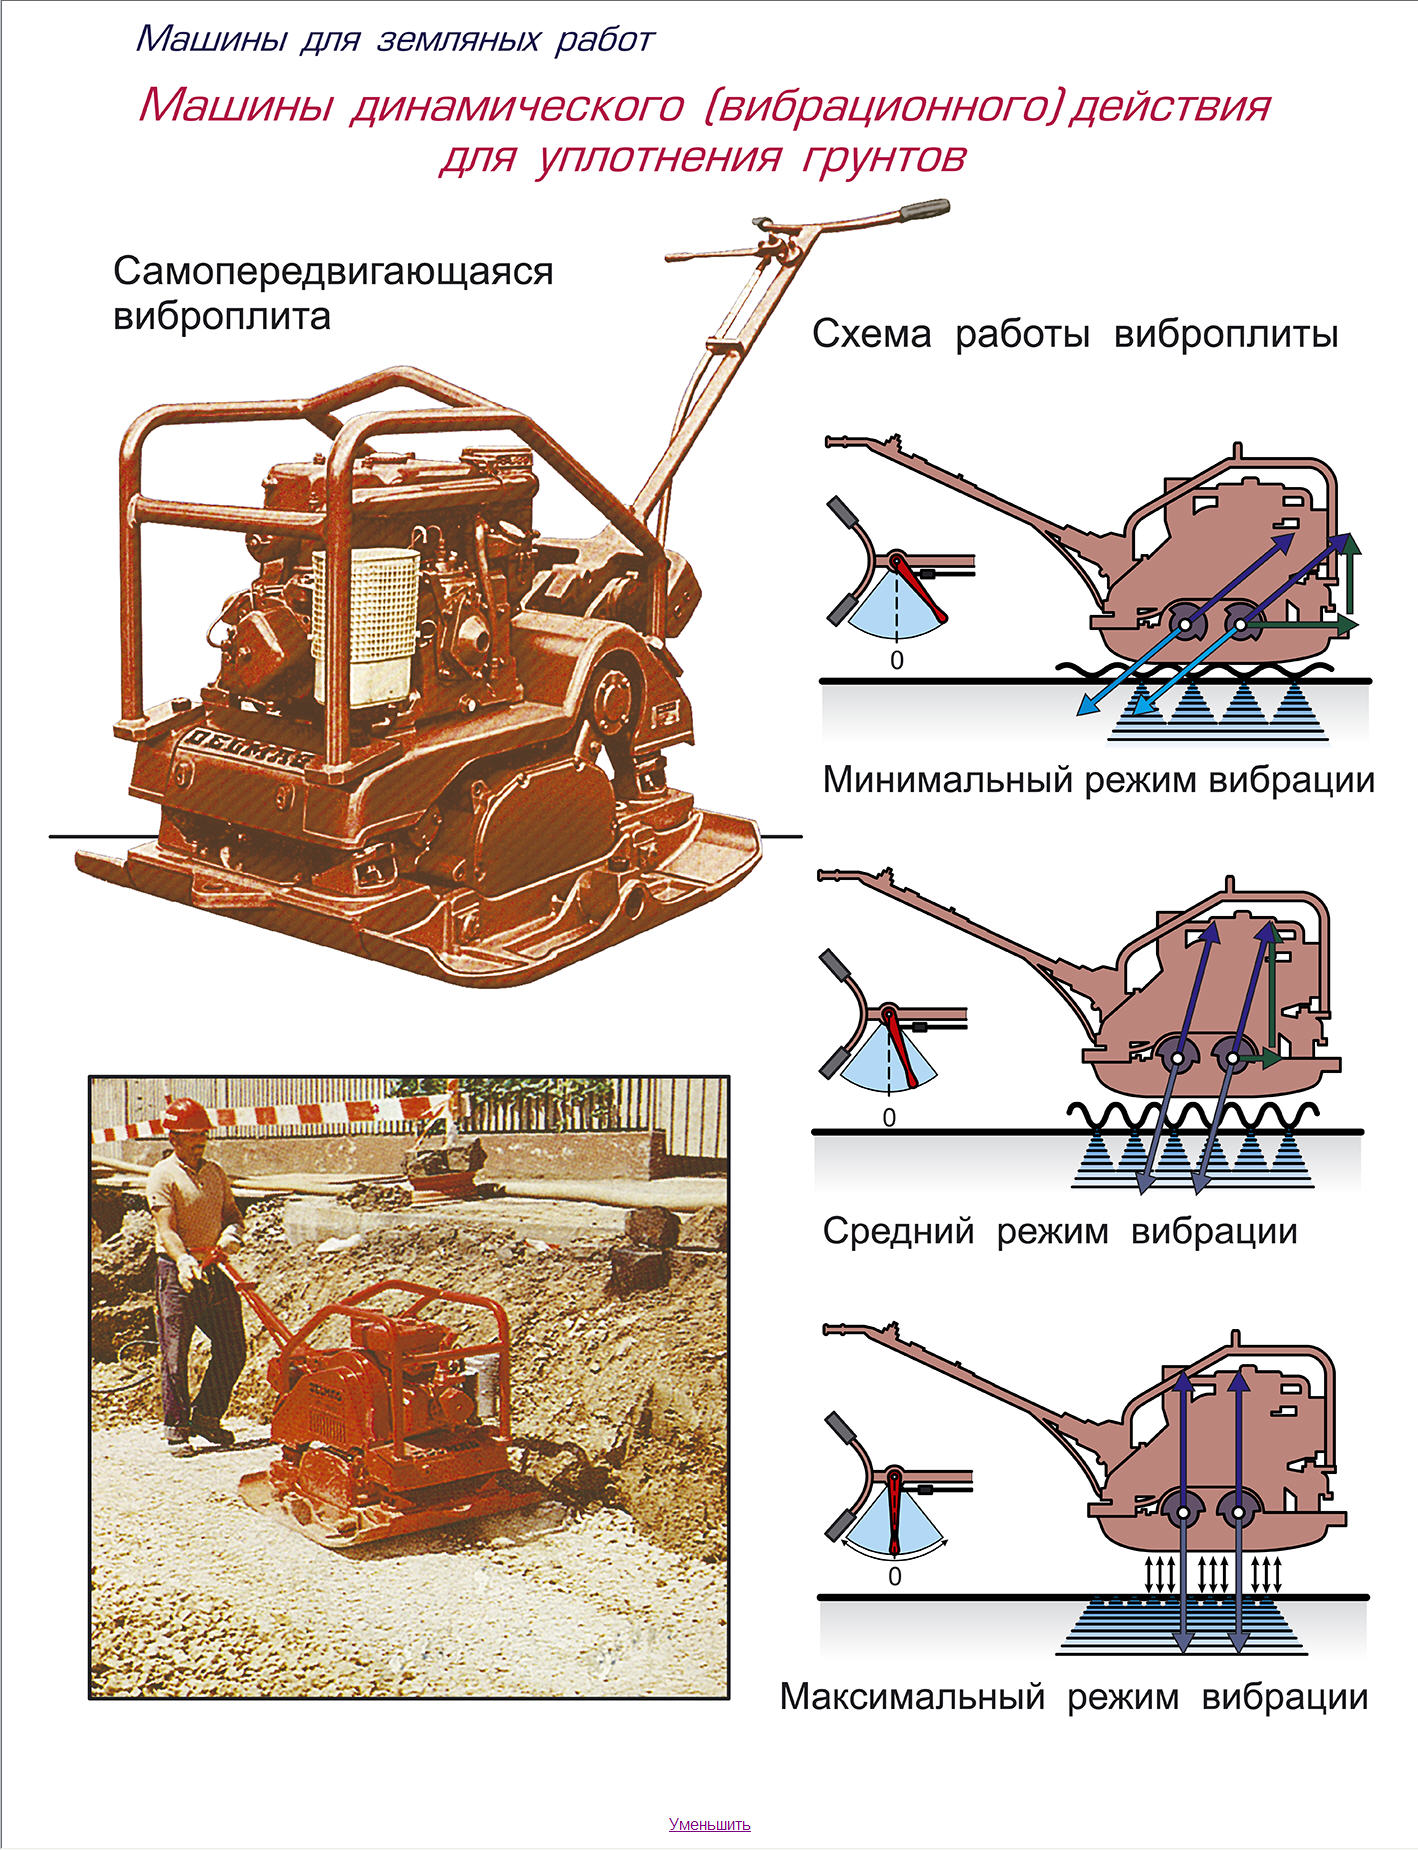 Машины для земляных работ
Машины динамического (вибрационного) действия
для уплотнения грунтов
Самопередвигающаяся
виброплита
Схема работы виброплиты
0
Минимальный режим вибрации
0
Средний режим вибрации
0
Максимальный режим вибрации
Уменьшить